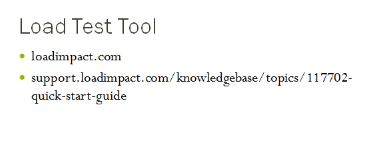 Load Test Tool
loadimpact.com
support.loadimpact.com/knowledgebase/topics/117702-
quick-start-guide